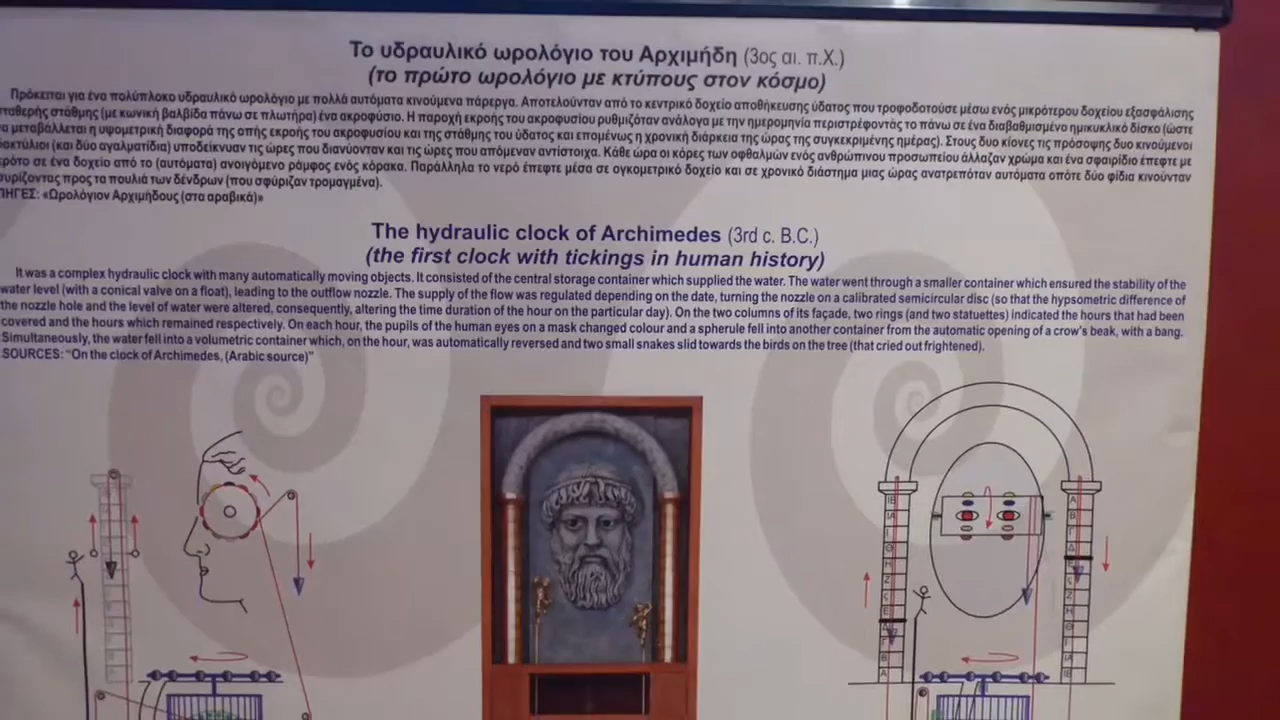 Το υδραυλικό ωρολόγιο του Αρχιμήδη (3ος αι. π.Χ.)
(το πρώτο ωρολόγιο με κτύπους στον κόσμο)
Πρόκειται για ένα πολύπλοκο υδραυλικό ωρολόγιο με πολλά αυτόματα κινούμενα πάρεργα. Αποτελούνταν από το κεντρικό δοχείο αποθήκευσης ύδατος που τροφοδοτούσε μέσω ενός μικρότερου δοχείου εξασφάλισης
σταθερής στάθμης (με κωνική βαλβίδα πάνω σε πλωτήρα) ένα ακροφύσιο. Η παροχή εκροής του ακροφυσίου ρυθμιζόταν ανάλογα με την ημερομηνία περιστρέφοντάς το πάνω σε ένα διαβαθμισμένο ημικυκλικό δίσκο (ώστε
να μεταβάλλεται η υψομετρική διαφορά της οπής εκροής του ακροφυσίου και της στάθμης του ύδατος και επομένως η χρονική διάρκεια της ώρας της συγκεκριμένης ημέρας). Στους δυο κίονες τις πρόσοψης δυο κινούμενοι
δακτύλιοι (και δύο αγαλματίδια) υποδείκνυαν τις ώρες που διανύονταν και τις ώρες που απόμεναν αντίστοιχα. Κάθε ώρα οι κόρες των οφθαλμών ενός ανθρώπινου προσωπείου άλλαζαν χρώμα και ένα σφαιρίδιο έπεφτε με
κρότο σε ένα δοχείο από το (αυτόματα) ανοιγόμενο ράμφος ενός κόρακα. Παράλληλα το νερό έπεφτε μέσα σε ογκομετρικό δοχείο και σε χρονικό διάστημα μιας ώρας ανατρεπόταν αυτόματα οπότε δύο φίδια κινούνταν
συρίζοντας προς τα πουλιά των δένδρων (που σφύριζαν τρομαγμένα).
ΠΗΓΕΣ: «Ωρολόγιον Αρχιμήδους (στα αραβικά)»
The hydraulic clock of Archimedes (3rd c. B.C.)
(the first clock with tickings in human history)
It was a complex hydraulic clock with many automatically moving objects. It consisted of the central storage container which supplied the water. The water went through a smaller container which ensured the stability of the
water level (with a conical valve on a float), leading to the outflow nozzle. The supply of the flow was regulated depending on the date, turning the nozzle on a calibrated semicircular disc (so that the hypsometric difference of
the nozzle hole and the level of water were altered, consequently, altering the time duration of the hour on the particular day). On the two columns of its façade, two rings (and two statuettes) indicated the hours that had been
covered and the hours which remained respectively. On each hour, the pupils of the human eyes on a mask changed colour and a spherule fell into another container from the automatic opening of a crow's beak, with a bang.
Simultaneously, the water fell into a volumetric container which, on the hour, was automatically reversed and two small snakes slid towards the birds on the tree (that cried out frightened).
SOURCES: "On the clock of Archimedes, (Arabic source)"